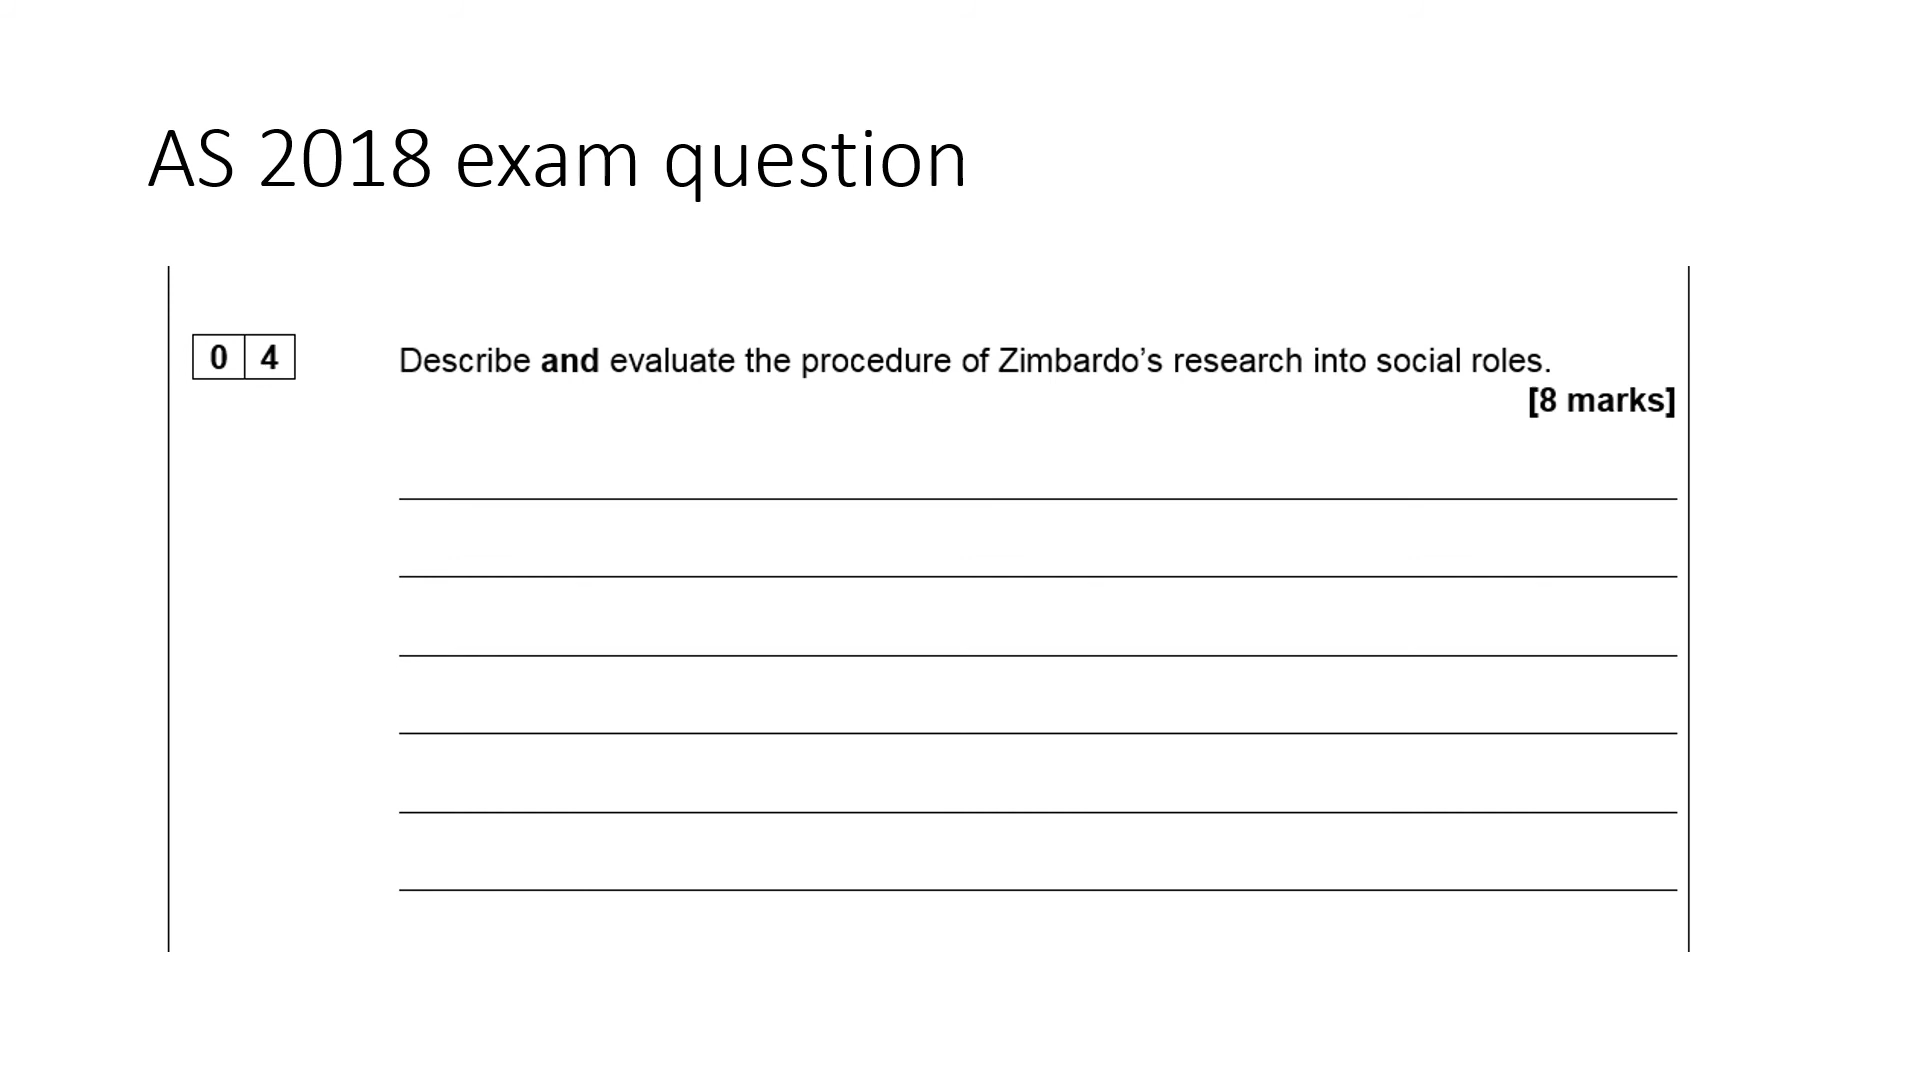 AS 2018 exam question
0 4 Describe and evaluate the procedure of Zimbardo’s research into social roles.
[8 marks]